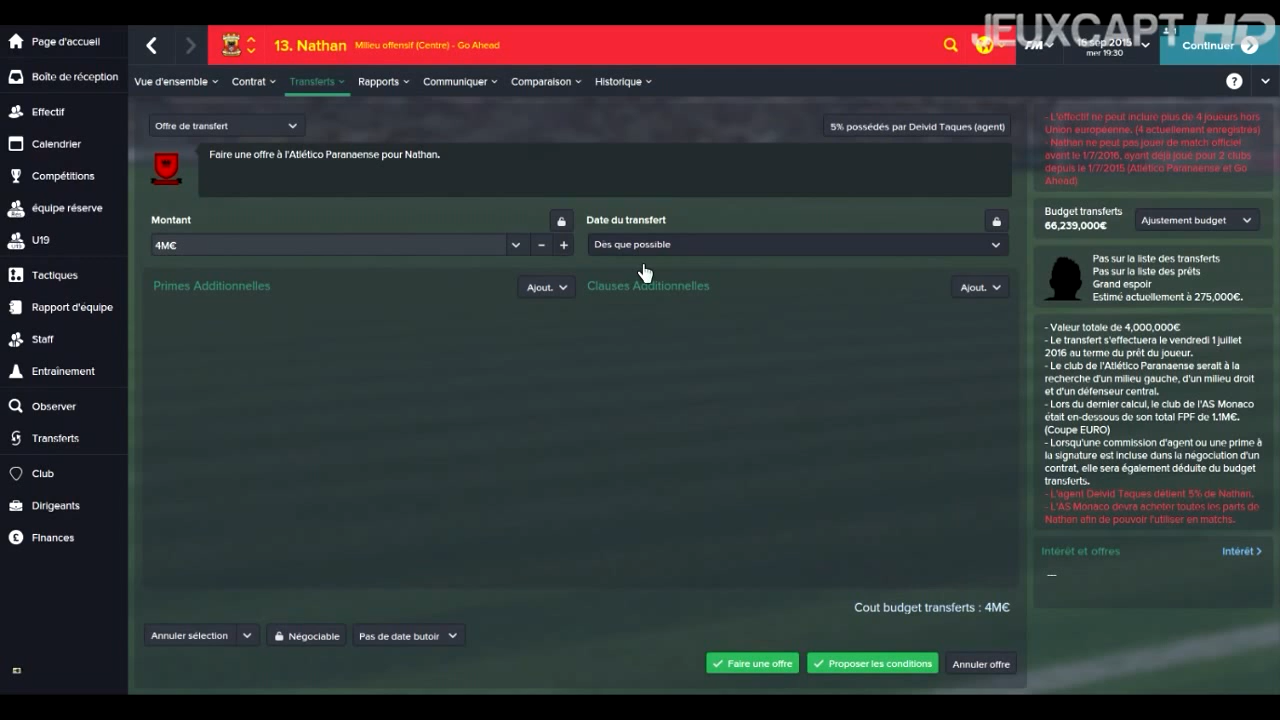 JEUXCAPT HD
Page d'accueil
13. Nathan Milieu offensif (Centre) - Go Ahead
16 sep 2015
mer 19:30
Continuer
Boîte de réception
Vue d'ensemble Contrat Transferts Rapports Communiquer Comparaison Historique
Effectif
Calendrier
Compétitions
équipe réserve
U19
Tactiques
Rapport d'équipe
Staff
Entraînement
Observer
Transferts
Club
Dirigeants
Finances
Offre de transfert
5% possédés par Deivid Taques (agent)
Faire une offre à l'Atlético Paranaense pour Nathan.
Montant
4M€
Date du transfert
Dès que possible
Primes Additionnelles
Ajout.
Clauses Additionnelles
Ajout.
Cout budget transferts : 4M€
Annuler sélection
Négociable
Pas de date butoir
Faire une offre
Proposer les conditions
Annuler offre
- L'effectif ne peut inclure plus de 4 joueurs hors
Union européenne. (4 actuellement enregistrés)
- Nathan ne peut pas jouer de match officiel
avant le 1/7/2016, ayant déjà joué pour 2 clubs
depuis le 1/7/2015 (Atlético Paranaense et Go
Ahead)
Budget transferts
66,239,000€
Ajustement budget
Pas sur la liste des transferts
Pas sur la liste des prêts
Grand espoir
Estimé actuellement à 275,000€.
- Valeur totale de 4,000,000€
- Le transfert s'effectuera le vendredi 1 juillet
2016 au terme du prêt du joueur.
- Le club de l'Atlético Paranaense serait à la
recherche d'un milieu gauche, d'un milieu droit
et d'un défenseur central.
- Lors du dernier calcul, le club de l'AS Monaco
était en-dessous de son total FPF de 1.1M€.
(Coupe EURO)
- Lorsqu'une commission d'agent ou une prime à
la signature est incluse dans la négociation d'un
contrat, elle sera également déduite du budget
transferts.
- L'agent Deivid Taques détient 5% de Nathan.
- L'AS Monaco devra acheter toutes les parts de
Nathan afin de pouvoir l'utiliser en matchs.
Intérêt et offres
Intérêt